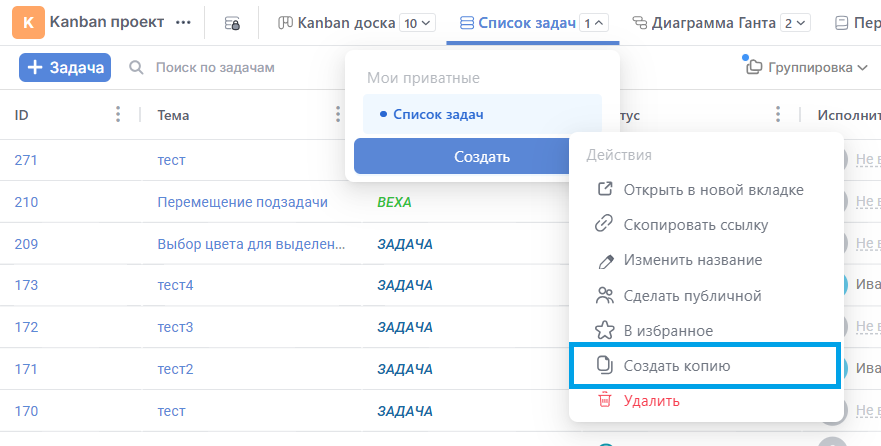 K Kanban проект ••• Kanban доска 10 Список задач 1 Диаграмма Ганта 2 Пер
+ Задача Поиск по задачам Группировка
Мои приватные
Список задач
Создать
ID Тема тус Исполнит
271 тест Не в
210 Перемещение подзадачи ВЕХА Не в
209 Выбор цвета для выделен... ЗАДАЧА Не в
173 тест4 ЗАДАЧА Ива
172 тест3 ЗАДАЧА Не в
171 тест2 ЗАДАЧА Ива
170 тест ЗАДАЧА Не в
Действия
Открыть в новой вкладке
Скопировать ссылку
Изменить название
Сделать публичной
В избранное
Создать копию
Удалить